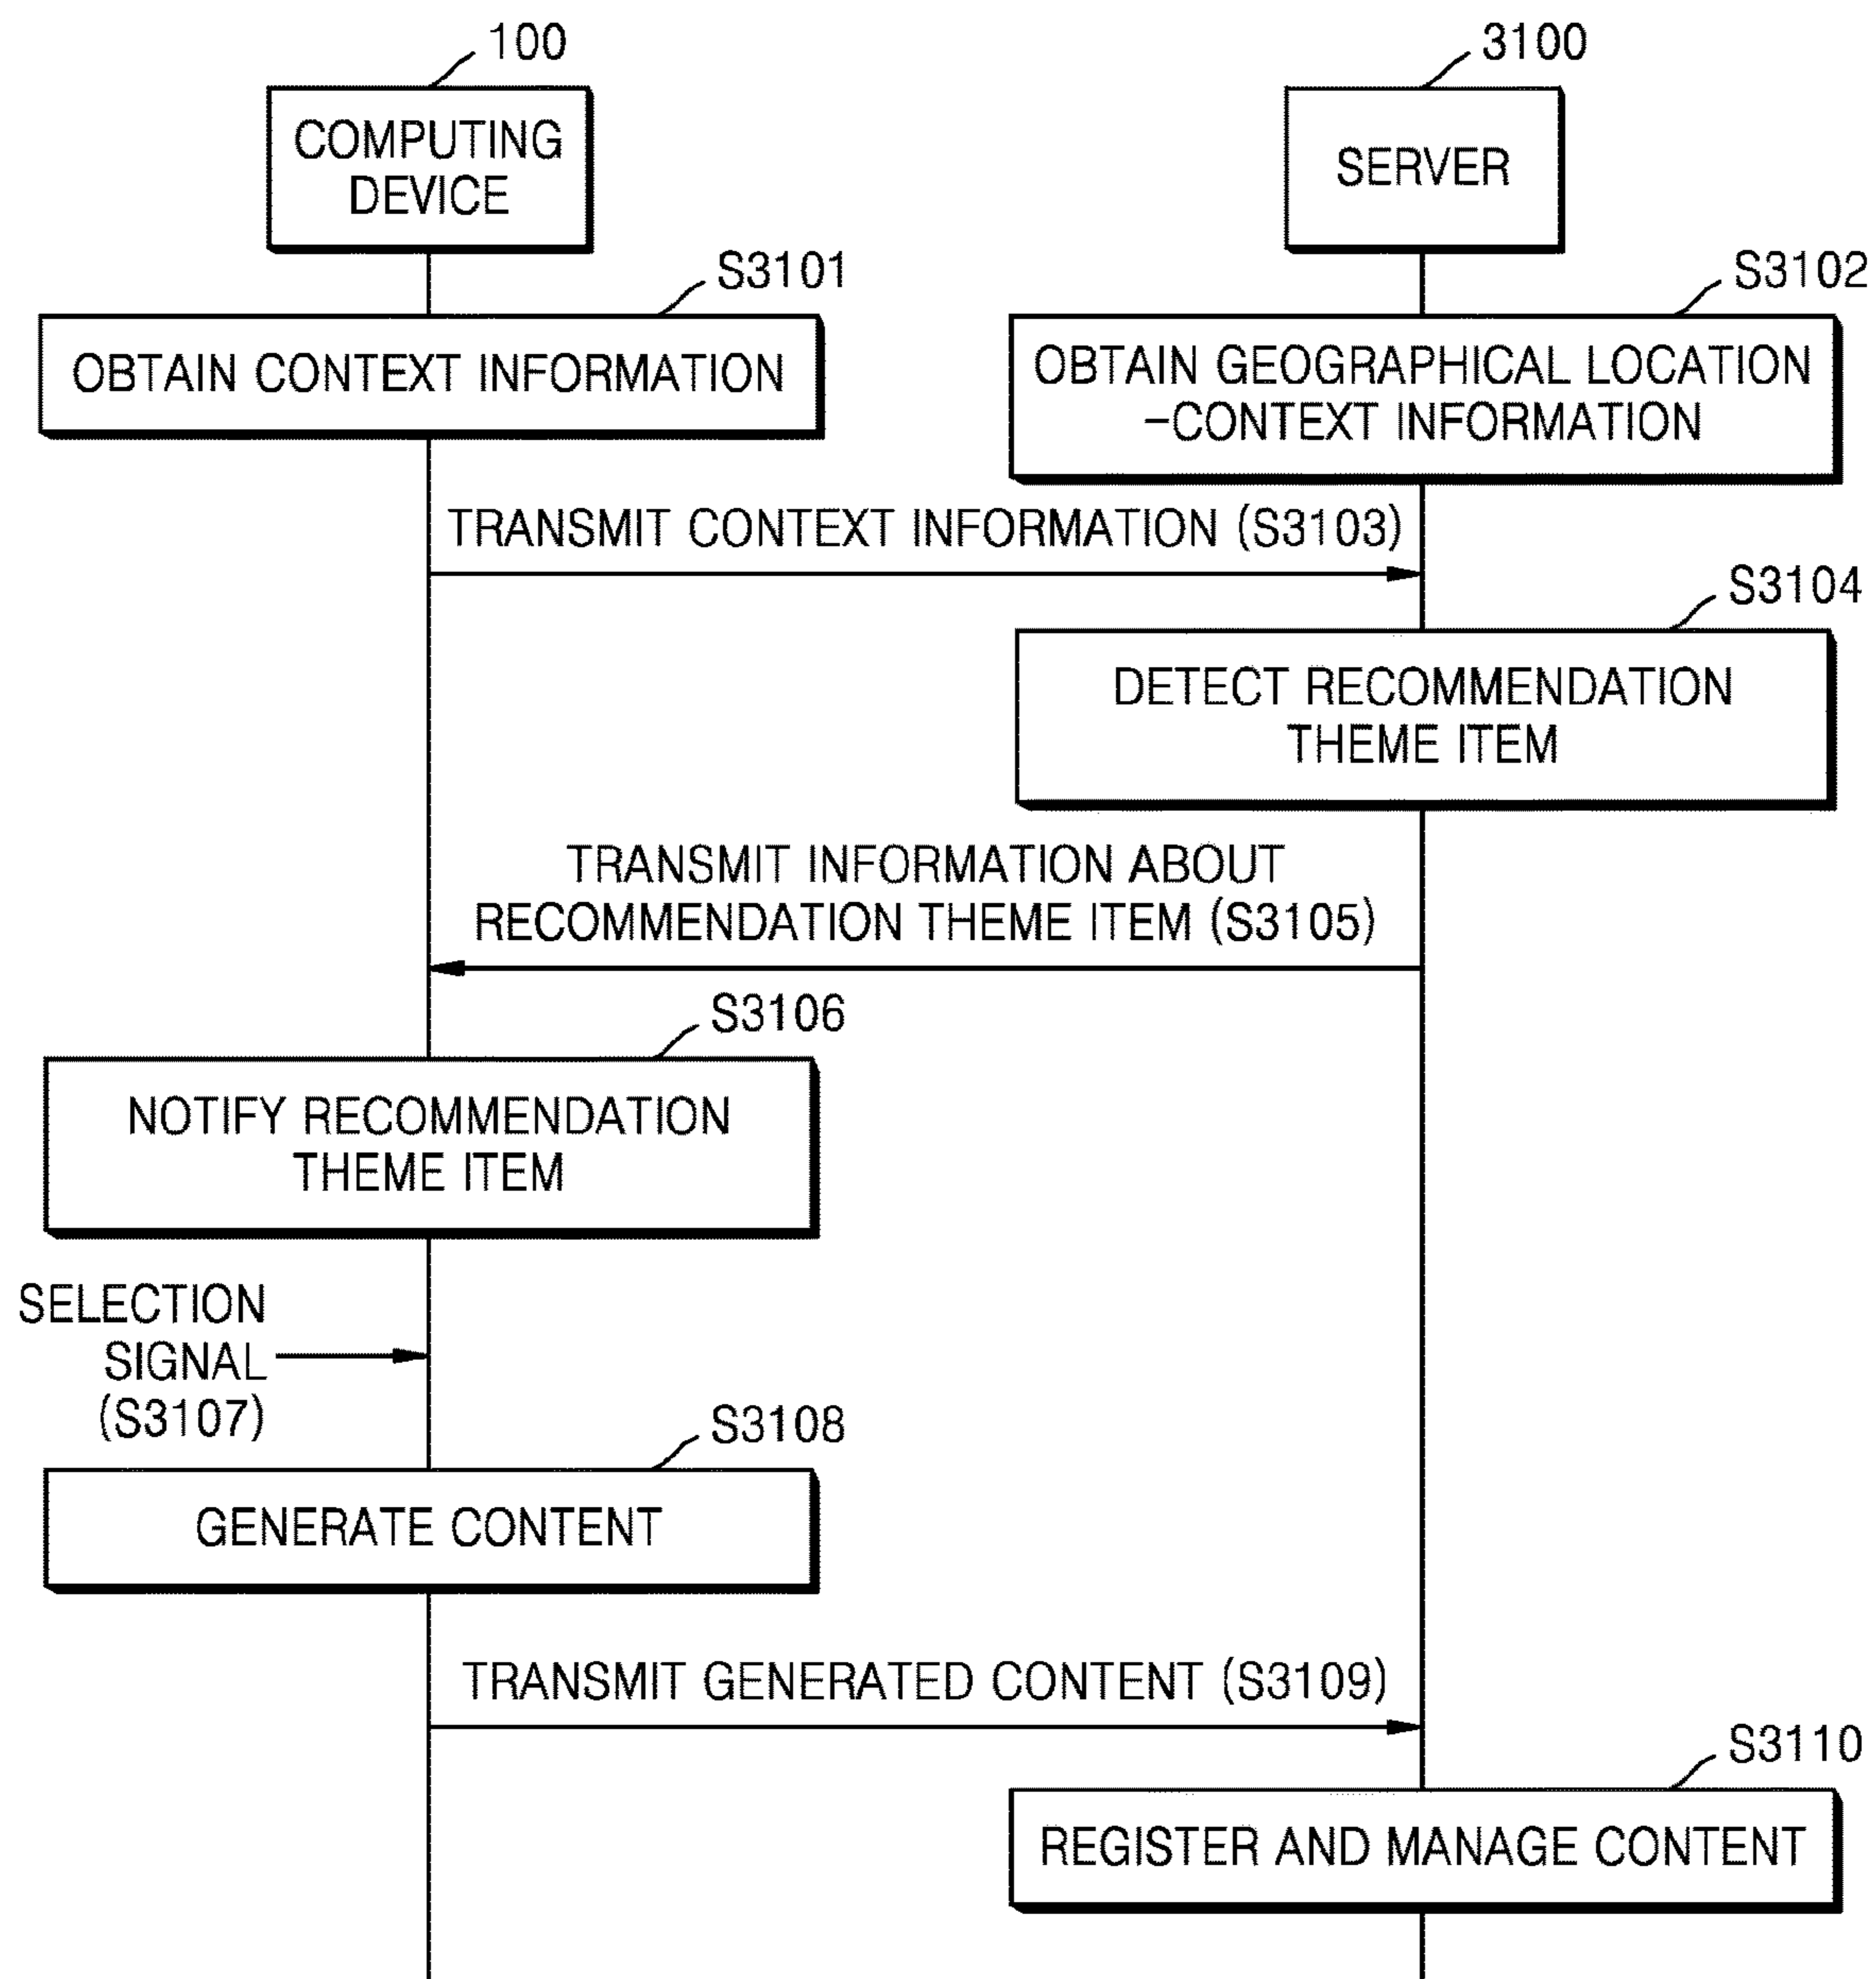 100
3100
COMPUTING
DEVICE
SERVER
S3101
S3102
OBTAIN CONTEXT INFORMATION
OBTAIN GEOGRAPHICAL LOCATION
-CONTEXT INFORMATION
TRANSMIT CONTEXT INFORMATION (S3103)
S3104
DETECT RECOMMENDATION
THEME ITEM
TRANSMIT INFORMATION ABOUT
RECOMMENDATION THEME ITEM (S3105)
S3106
NOTIFY RECOMMENDATION
THEME ITEM
SELECTION
SIGNAL
(S3107)
S3108
GENERATE CONTENT
TRANSMIT GENERATED CONTENT (S3109)
S3110
REGISTER AND MANAGE CONTENT